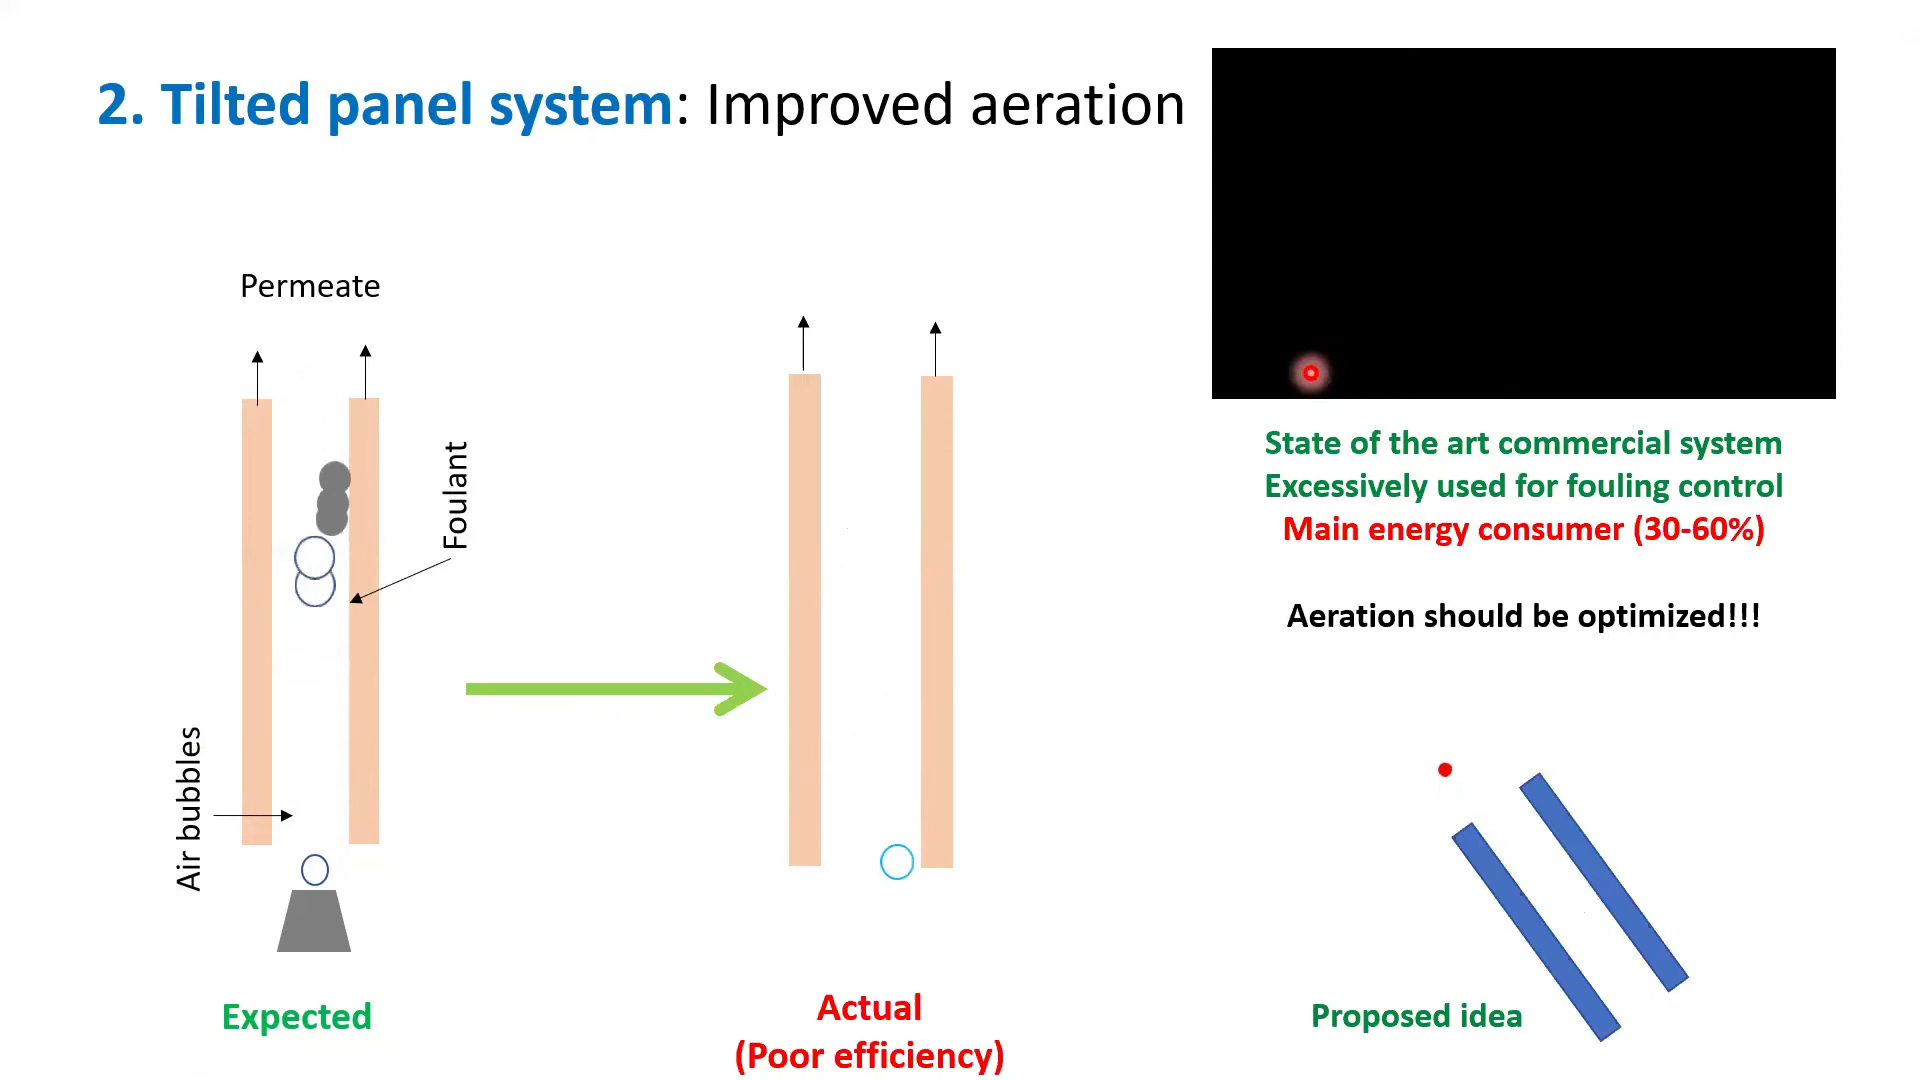 2. Tilted panel system: Improved aeration
Permeate
Foulant
Air bubbles
Expected
Actual
(Poor efficiency)
State of the art commercial system
Excessively used for fouling control
Main energy consumer (30-60%)
Aeration should be optimized!!!
Proposed idea